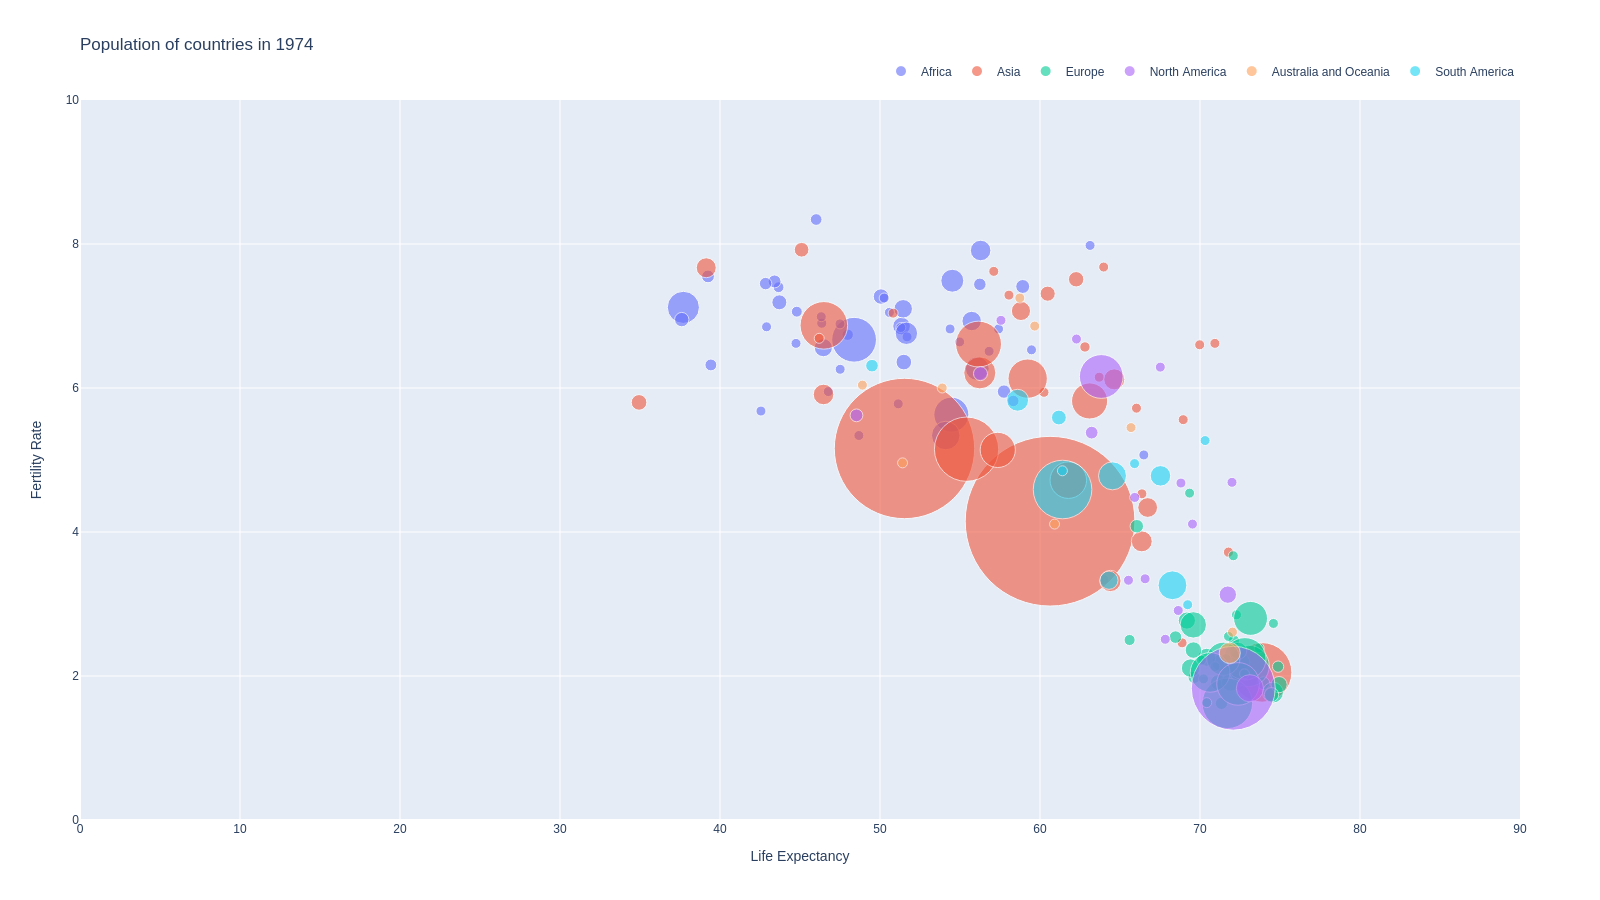 Population of countries in 1974
Africa Asia Europe North America Australia and Oceania South America
10
8
6
4
2
0
Fertility Rate
0 10 20 30 40 50 60 70 80 90
Life Expectancy